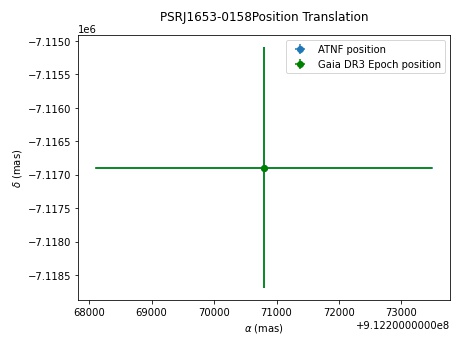 PSRJ1653-0158Position Translation
1e6
−7.1150
−7.1155
−7.1160
−7.1165
−7.1170
−7.1175
−7.1180
−7.1185
δ (mas)
ATNF position
Gaia DR3 Epoch position
68000 69000 70000 71000 72000 73000
α (mas)
+9.1220000000e8